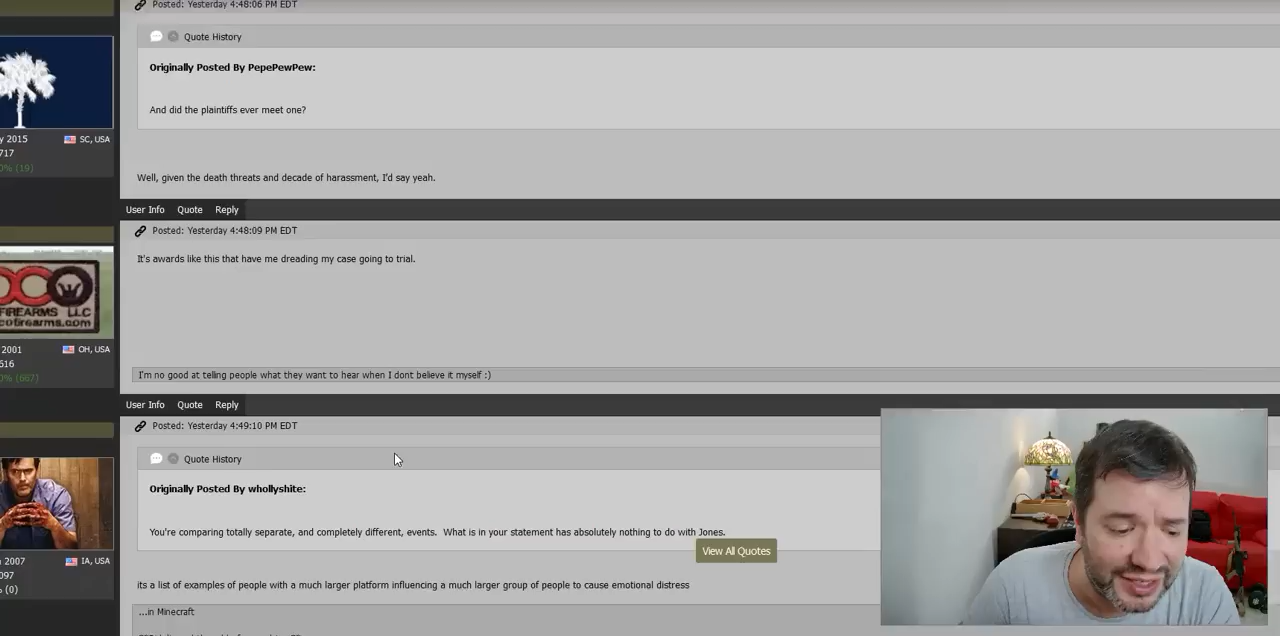 Posted: Yesterday 4:48:06 PM EDT
Quote History
Originally Posted By PepePewPew:
And did the plaintiffs ever meet one?
y 2015
SC, USA
717
0% (19)
Well, given the death threats and decade of harassment, I'd say yeah.
User Info Quote Reply
Posted: Yesterday 4:48:09 PM EDT
It's awards like this that have me dreading my case going to trial.
FIREARMS LLC
cofirearms.com
2001
OH, USA
616
0% (667)
I'm no good at telling people what they want to hear when I dont believe it myself :)
User Info Quote Reply
Posted: Yesterday 4:49:10 PM EDT
Quote History
Originally Posted By whollyshite:
You're comparing totally separate, and completely different, events. What is in your statement has absolutely nothing to do with Jones.
View All Quotes
2007
IA, USA
097
% (0)
its a list of examples of people with a much larger platform influencing a much larger group of people to cause emotional distress
...in Minecraft